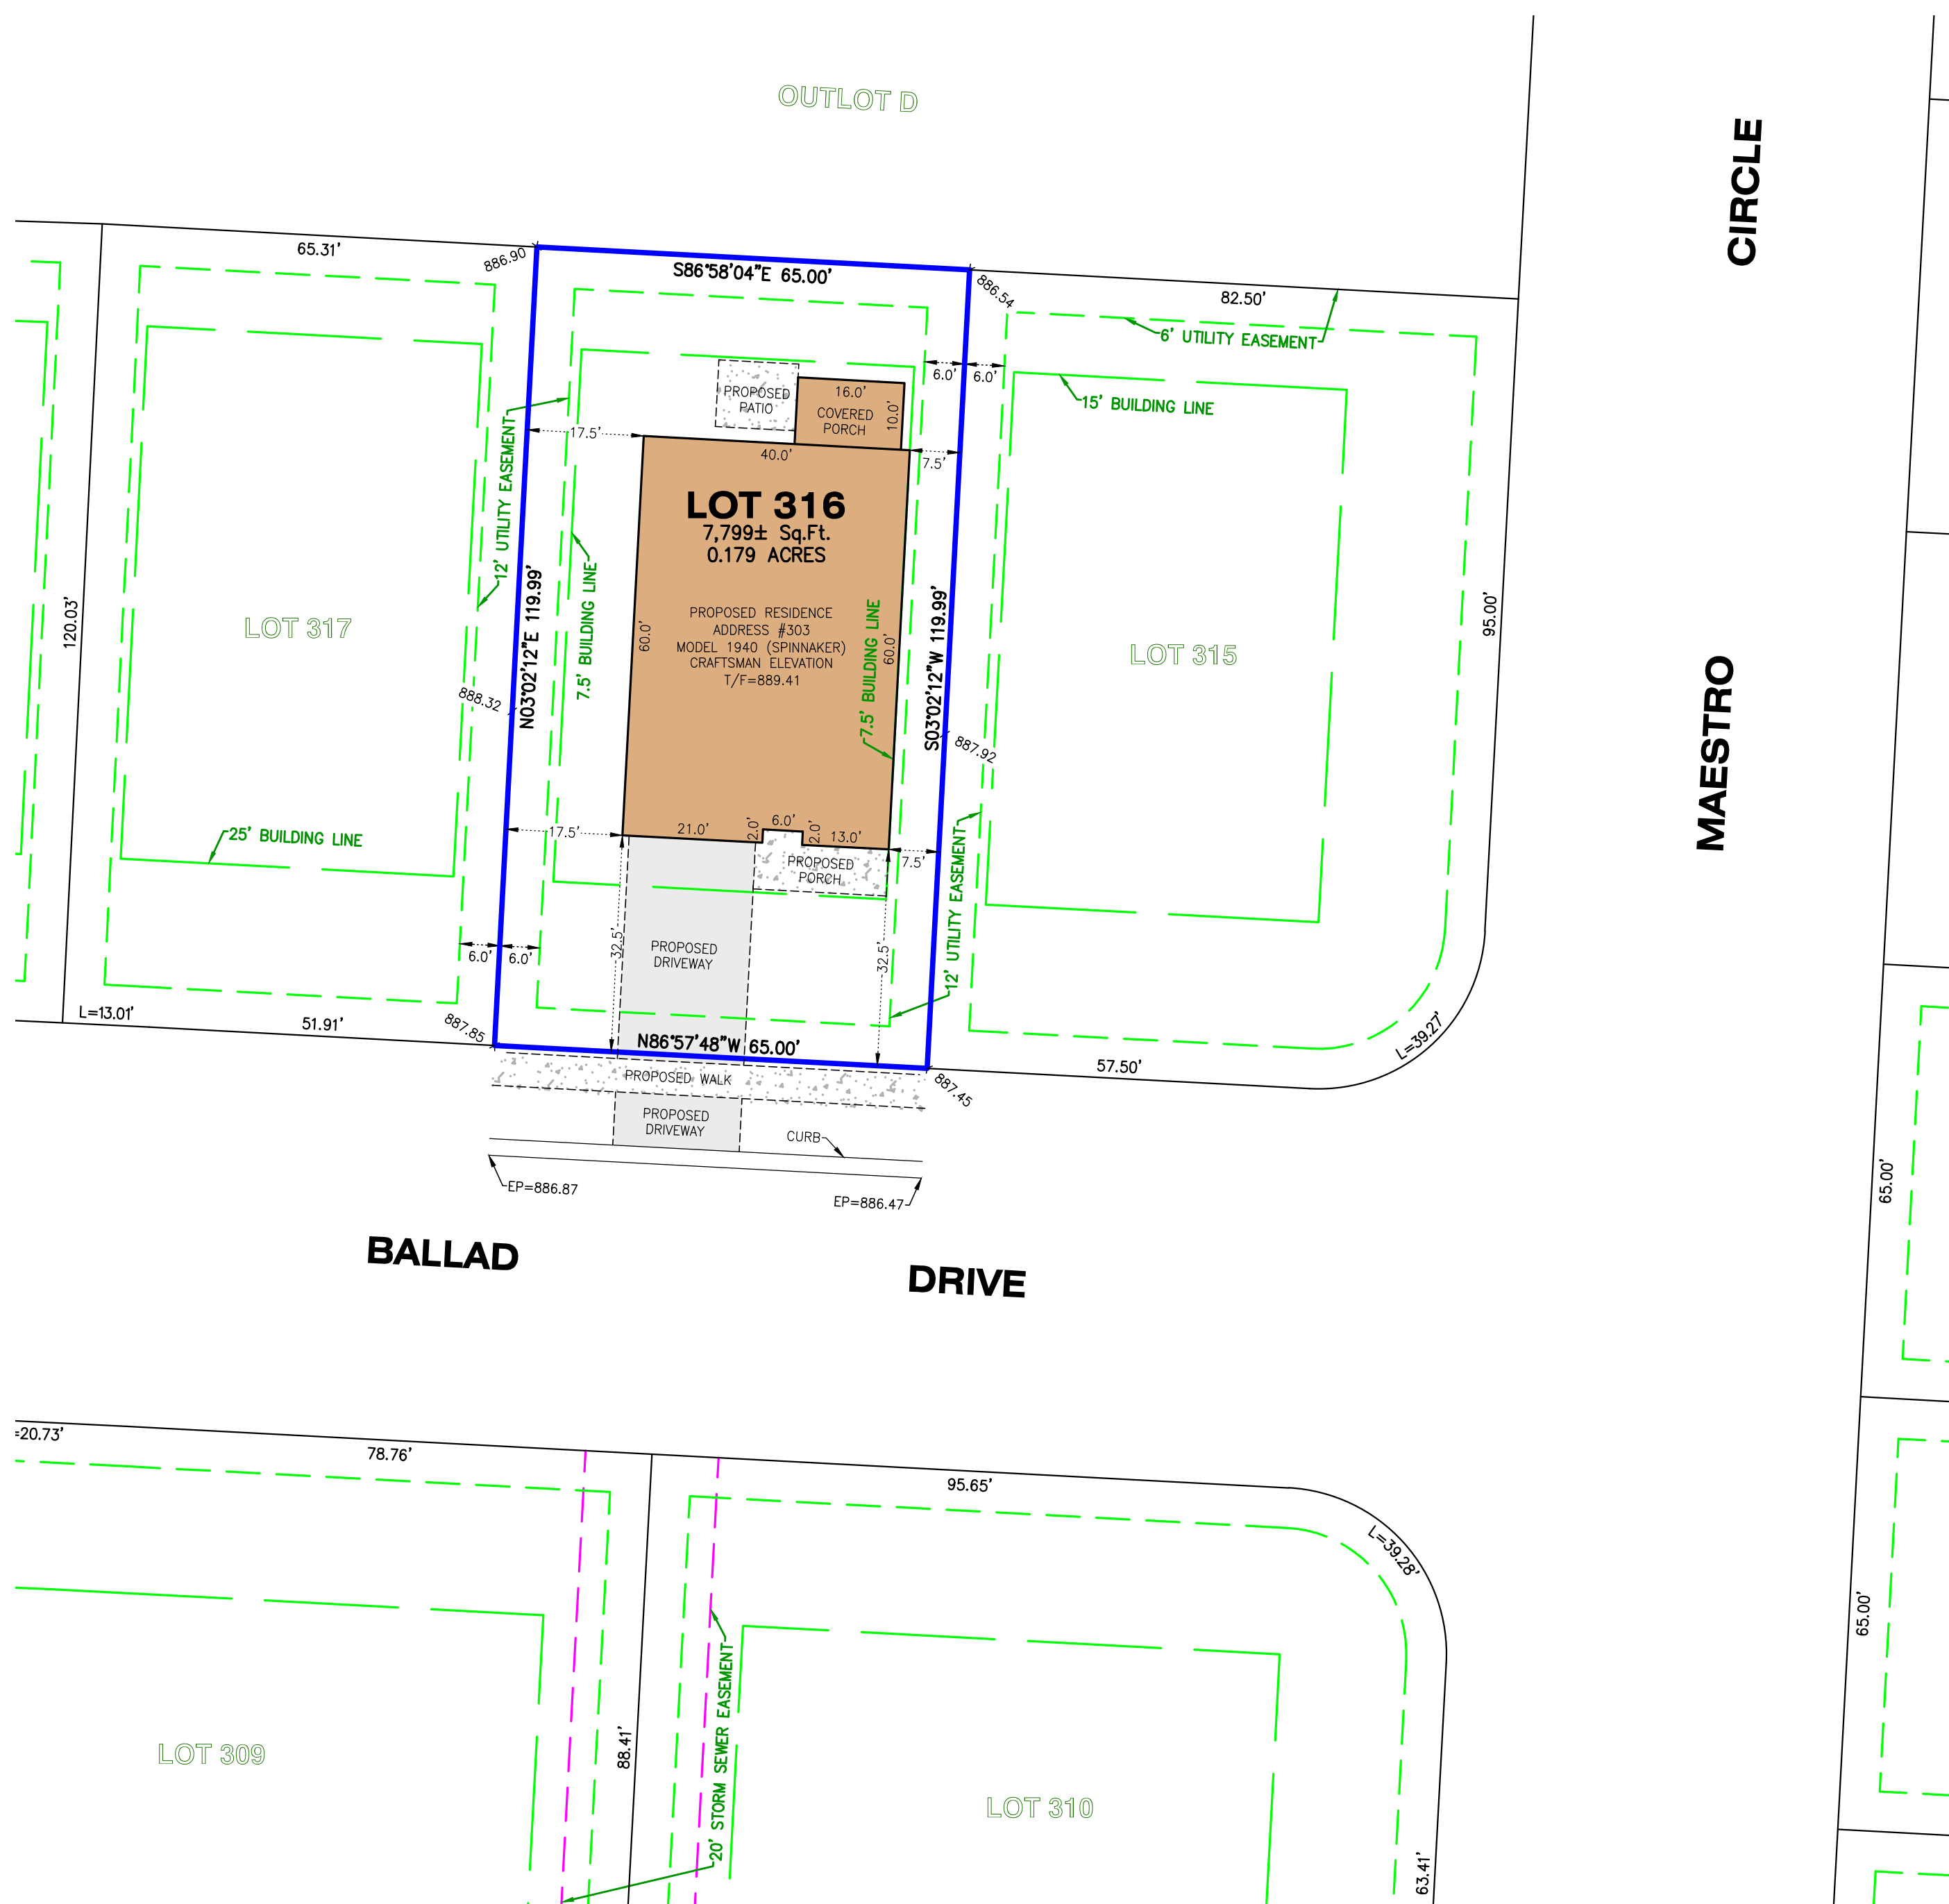 OUTLOT D
CIRCLE
MAESTRO
65.31'
886.90
S86°58'04"E 65.00'
886.54
82.50'
6' UTILITY EASEMENT
15' BUILDING LINE
6.0'
6.0'
PROPOSED
PATIO
16.0'
COVERED
PORCH
10.0'
17.5'
40.0'
7.5'
12' UTILITY EASEMENT
LOT 316
7,799± Sq.Ft.
0.179 ACRES
N03°02'12"E 119.99'
7.5' BUILDING LINE
60.0'
PROPOSED RESIDENCE
ADDRESS #303
MODEL 1940 (SPINNAKER)
CRAFTSMAN ELEVATION
T/F=889.41
60.0'
7.5' BUILDING LINE
S03°02'12"W 119.99'
120.03'
LOT 317
LOT 315
95.00'
888.32
887.92
25' BUILDING LINE
17.5'
21.0'
2.0'
6.0'
2.0'
13.0'
7.5'
PROPOSED
PORCH
12' UTILITY EASEMENT
6.0'
6.0'
32.5'
PROPOSED
DRIVEWAY
32.5'
L=13.01'
51.91'
887.85
N86°57'48"W 65.00'
887.45
57.50'
L=39.27'
PROPOSED WALK
PROPOSED
DRIVEWAY
CURB
EP=886.87
EP=886.47
65.00'
BALLAD
DRIVE
=20.73'
78.76'
95.65'
L=39.28'
65.00'
20' STORM SEWER EASEMENT
88.41'
LOT 309
LOT 310
63.41'